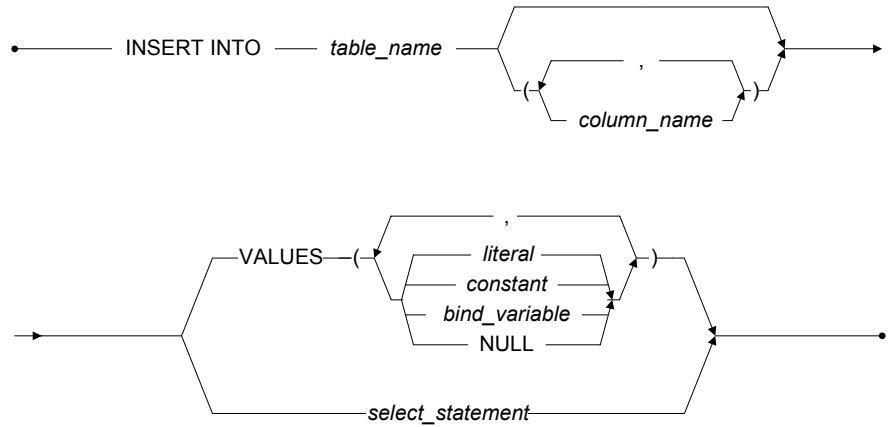 INSERT INTO table_name
( , )
column_name
,
VALUES ( literal )
constant
bind_variable
NULL
select_statement